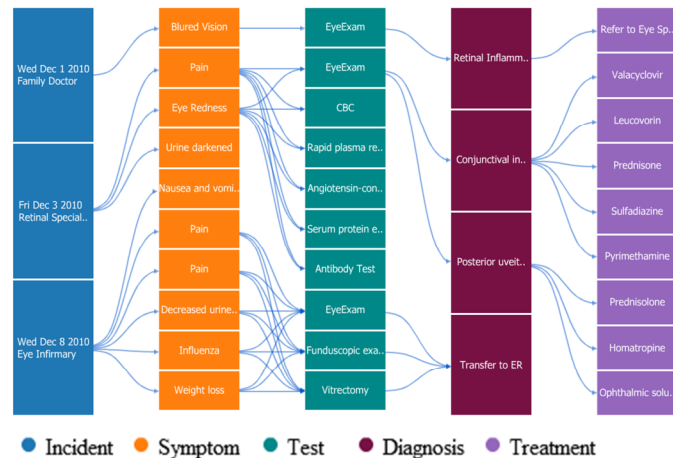 Wed Dec 1 2010
Family Doctor
Fri Dec 3 2010
Retinal Special..
Wed Dec 8 2010
Eye Infirmary
Blured Vision
Pain
Eye Redness
Urine darkened
Nausea and vomi..
Pain
Pain
Decreased urine..
Influenza
Weight loss
EyeExam
EyeExam
CBC
Rapid plasma re..
Angiotensin-con..
Serum protein e..
Antibody Test
EyeExam
Funduscopic exa..
Vitrectomy
Retinal Inflamm..
Conjunctival in..
Posterior uveit..
Transfer to ER
Refer to Eye Sp..
Valacyclovir
Leucovorin
Prednisone
Sulfadiazine
Pyrimethamine
Prednisolone
Homatropine
Ophthalmic solu..
Incident Symptom Test Diagnosis Treatment